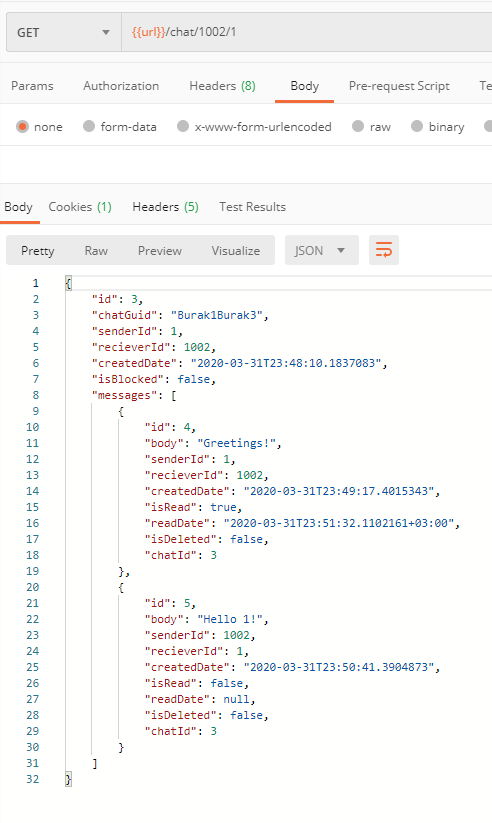 GET {{url}}/chat/1002/1
Params Authorization Headers (8) Body Pre-request Script Te
none form-data x-www-form-urlencoded raw binary
Body Cookies (1) Headers (5) Test Results
Pretty Raw Preview Visualize JSON
1 {
2 "id": 3,
3 "chatGuid": "Burak1Burak3",
4 "senderId": 1,
5 "recieverId": 1002,
6 "createdDate": "2020-03-31T23:48:10.1837083",
7 "isBlocked": false,
8 "messages": [
9 {
10 "id": 4,
11 "body": "Greetings!",
12 "senderId": 1,
13 "recieverId": 1002,
14 "createdDate": "2020-03-31T23:49:17.4015343",
15 "isRead": true,
16 "readDate": "2020-03-31T23:51:32.1102161+03:00",
17 "isDeleted": false,
18 "chatId": 3
19 },
20 {
21 "id": 5,
22 "body": "Hello 1!",
23 "senderId": 1002,
24 "recieverId": 1,
25 "createdDate": "2020-03-31T23:50:41.3904873",
26 "isRead": false,
27 "readDate": null,
28 "isDeleted": false,
29 "chatId": 3
30 }
31 ]
32 }